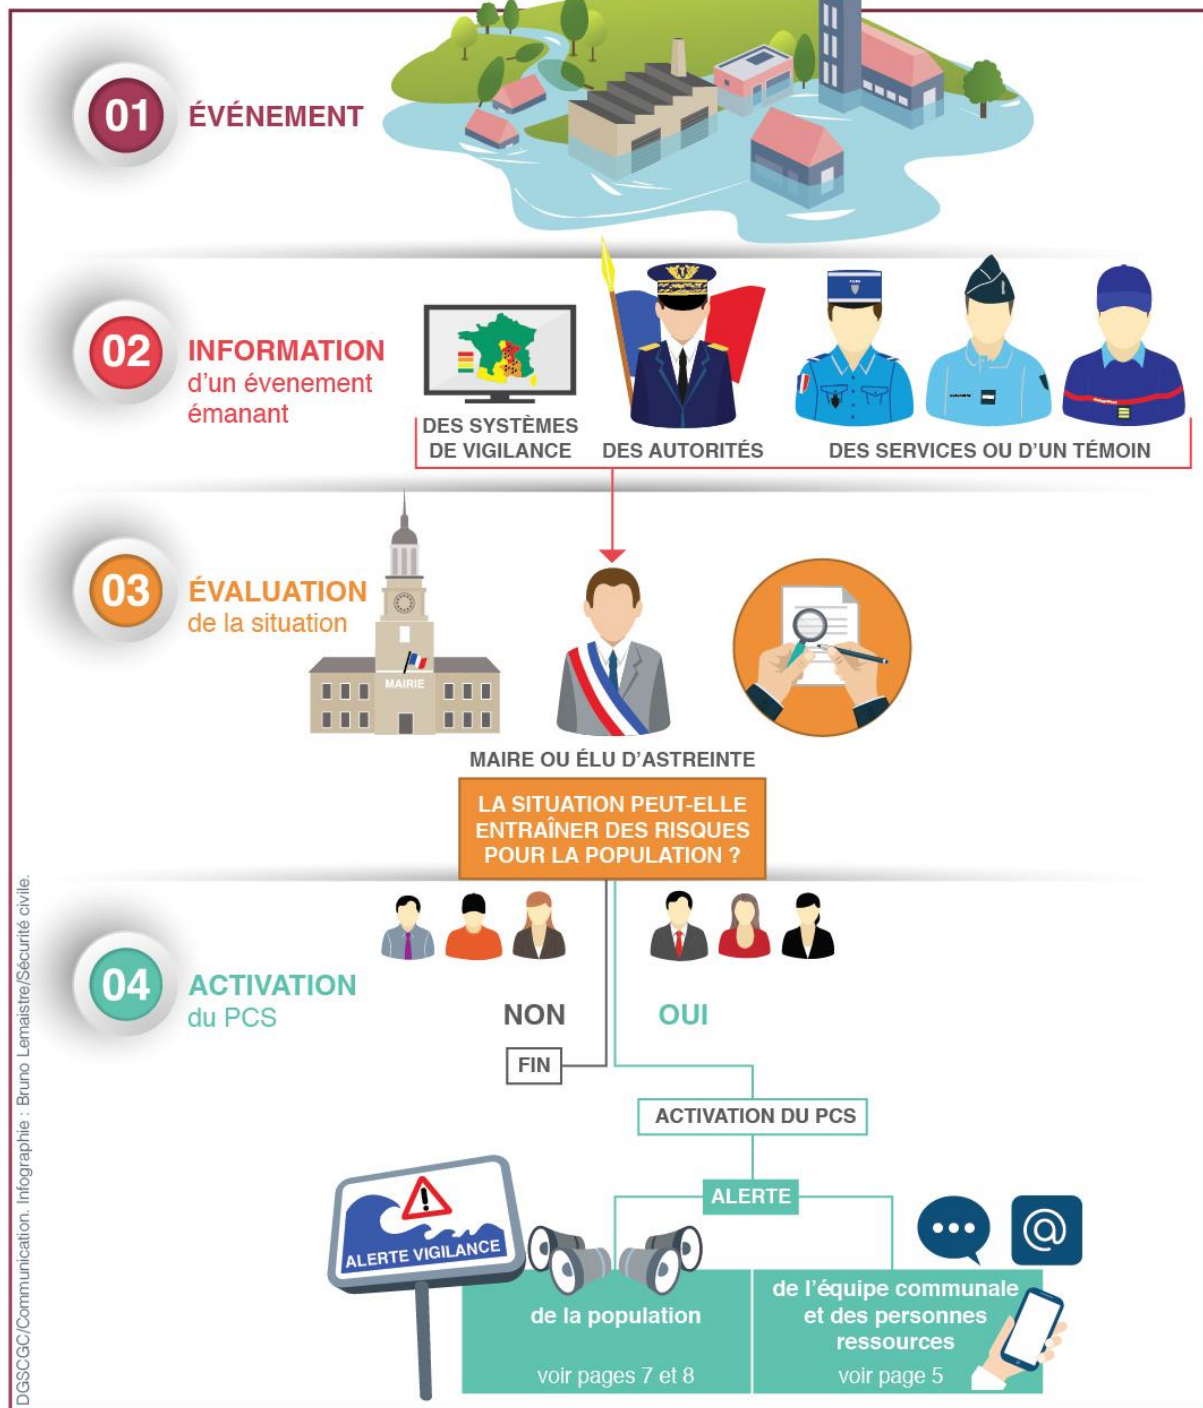 01
ÉVÉNEMENT
02
INFORMATION
d'un évenement
émanant
DES SYSTÈMES
DE VIGILANCE
DES AUTORITÉS
DES SERVICES OU D'UN TÉMOIN
03
ÉVALUATION
de la situation
MAIRIE
MAIRE OU ÉLU D'ASTREINTE
LA SITUATION PEUT-ELLE
ENTRAÎNER DES RISQUES
POUR LA POPULATION ?
04
ACTIVATION
du PCS
NON
OUI
FIN
ACTIVATION DU PCS
ALERTE
ALERTE VIGILANCE
@
de la population
voir pages 7 et 8
de l'équipe communale
et des personnes
ressources
voir page 5
DGSCGC/Communication. Infographie : Bruno Lemaistre/Sécurité civile.